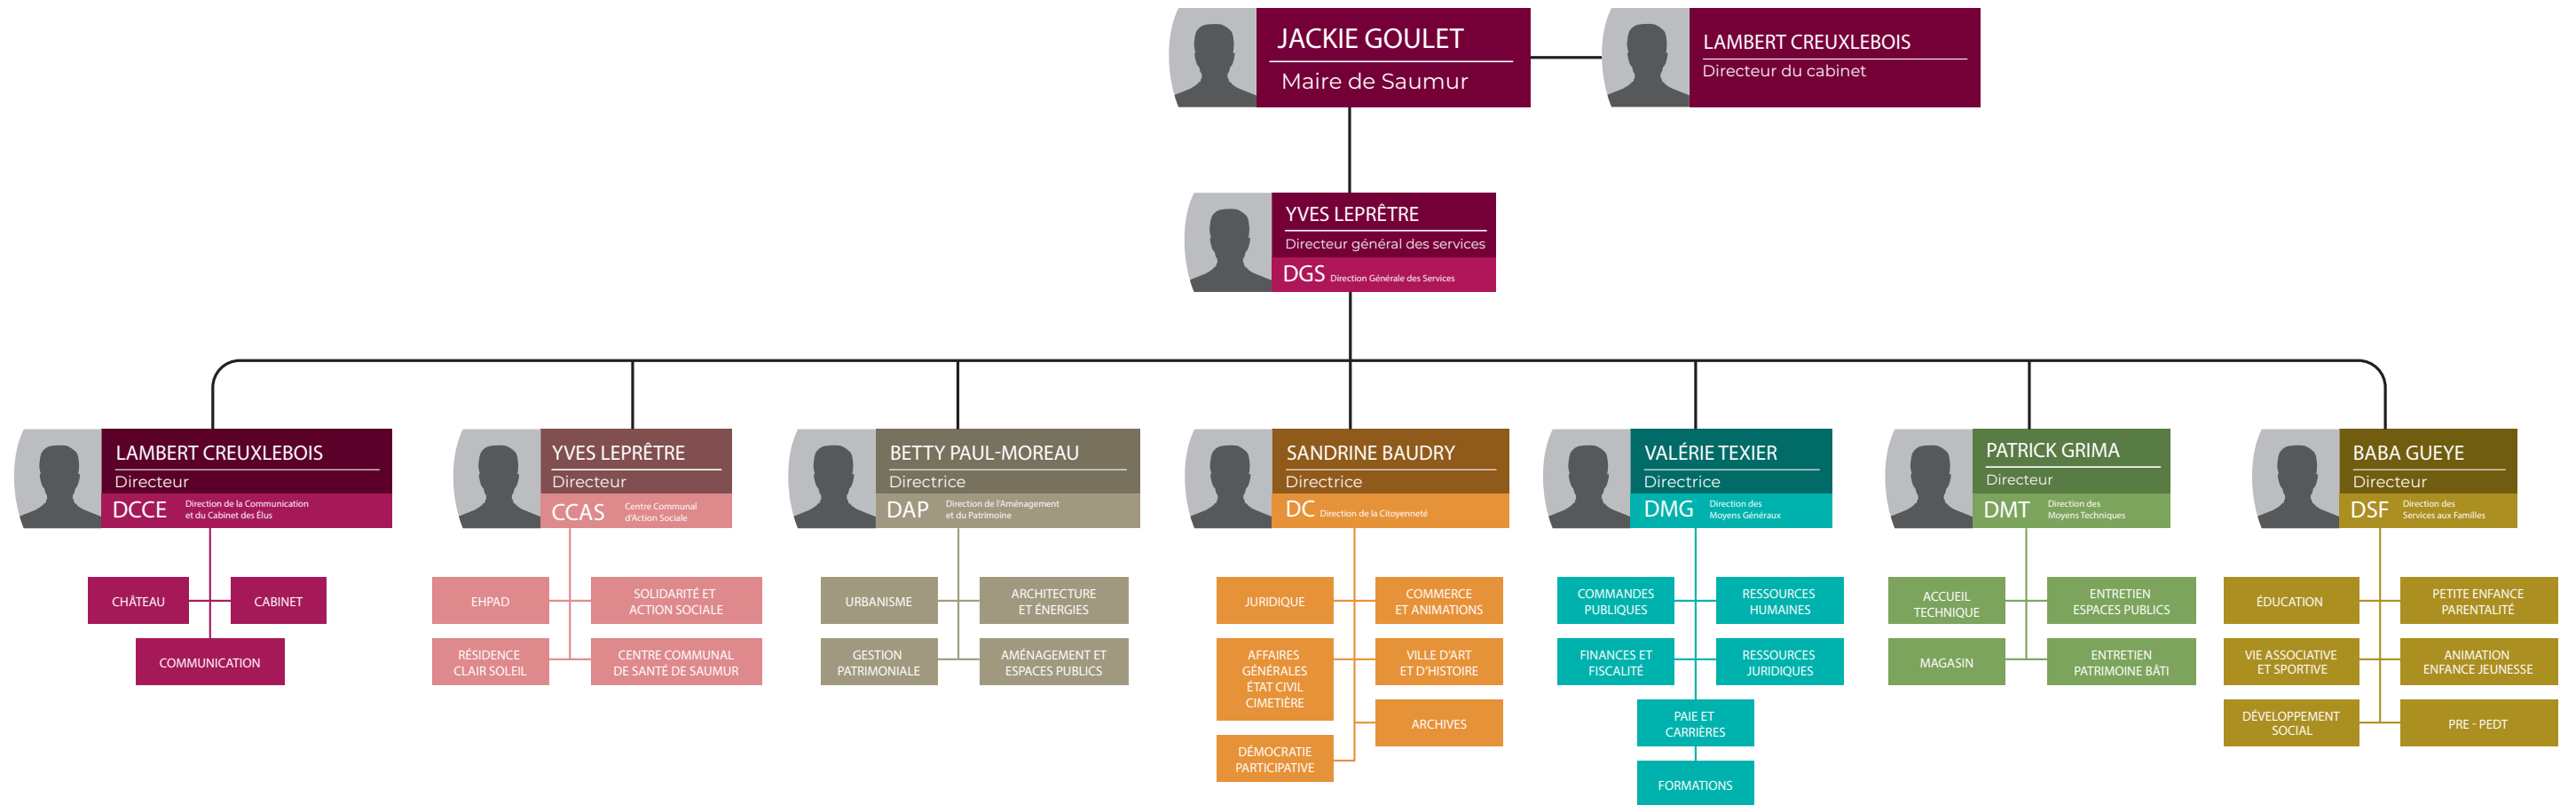 JACKIE GOULET
Maire de Saumur
LAMBERT CREUXLEBOIS
Directeur du cabinet
YVES LEPRÊTRE
Directeur général des services
DGS Direction Générale des Services
LAMBERT CREUXLEBOIS
Directeur
DCCE Direction de la Communication
et du Cabinet des Élus
CHÂTEAU
CABINET
COMMUNICATION
YVES LEPRÊTRE
Directeur
CCAS Centre Communal
d'Action Sociale
EHPAD
SOLIDARITÉ ET
ACTION SOCIALE
RÉSIDENCE
CLAIR SOLEIL
CENTRE COMMUNAL
DE SANTÉ DE SAUMUR
BETTY PAUL-MOREAU
Directrice
DAP Direction de l'Aménagement
et du Patrimoine
URBANISME
ARCHITECTURE
ET ÉNERGIES
GESTION
PATRIMONIALE
AMÉNAGEMENT ET
ESPACES PUBLICS
SANDRINE BAUDRY
Directrice
DC Direction de la Citoyenneté
JURIDIQUE
COMMERCE
ET ANIMATIONS
AFFAIRES
GÉNÉRALES
ÉTAT CIVIL
CIMETIÈRE
VILLE D'ART
ET D'HISTOIRE
ARCHIVES
DÉMOCRATIE
PARTICIPATIVE
VALÉRIE TEXIER
Directrice
DMG Direction des
Moyens Généraux
COMMANDES
PUBLIQUES
RESSOURCES
HUMAINES
FINANCES ET
FISCALITÉ
RESSOURCES
JURIDIQUES
PAIE ET
CARRIÈRES
FORMATIONS
PATRICK GRIMA
Directeur
DMT Direction des
Moyens Techniques
ACCUEIL
TECHNIQUE
ENTRETIEN
ESPACES PUBLICS
MAGASIN
ENTRETIEN
PATRIMOINE BÂTI
BABA GUEYE
Directeur
DSF Direction des
Services aux Familles
ÉDUCATION
PETITE ENFANCE
PARENTALITÉ
VIE ASSOCIATIVE
ET SPORTIVE
ANIMATION
ENFANCE JEUNESSE
DÉVELOPPEMENT
SOCIAL
PRE - PEDT